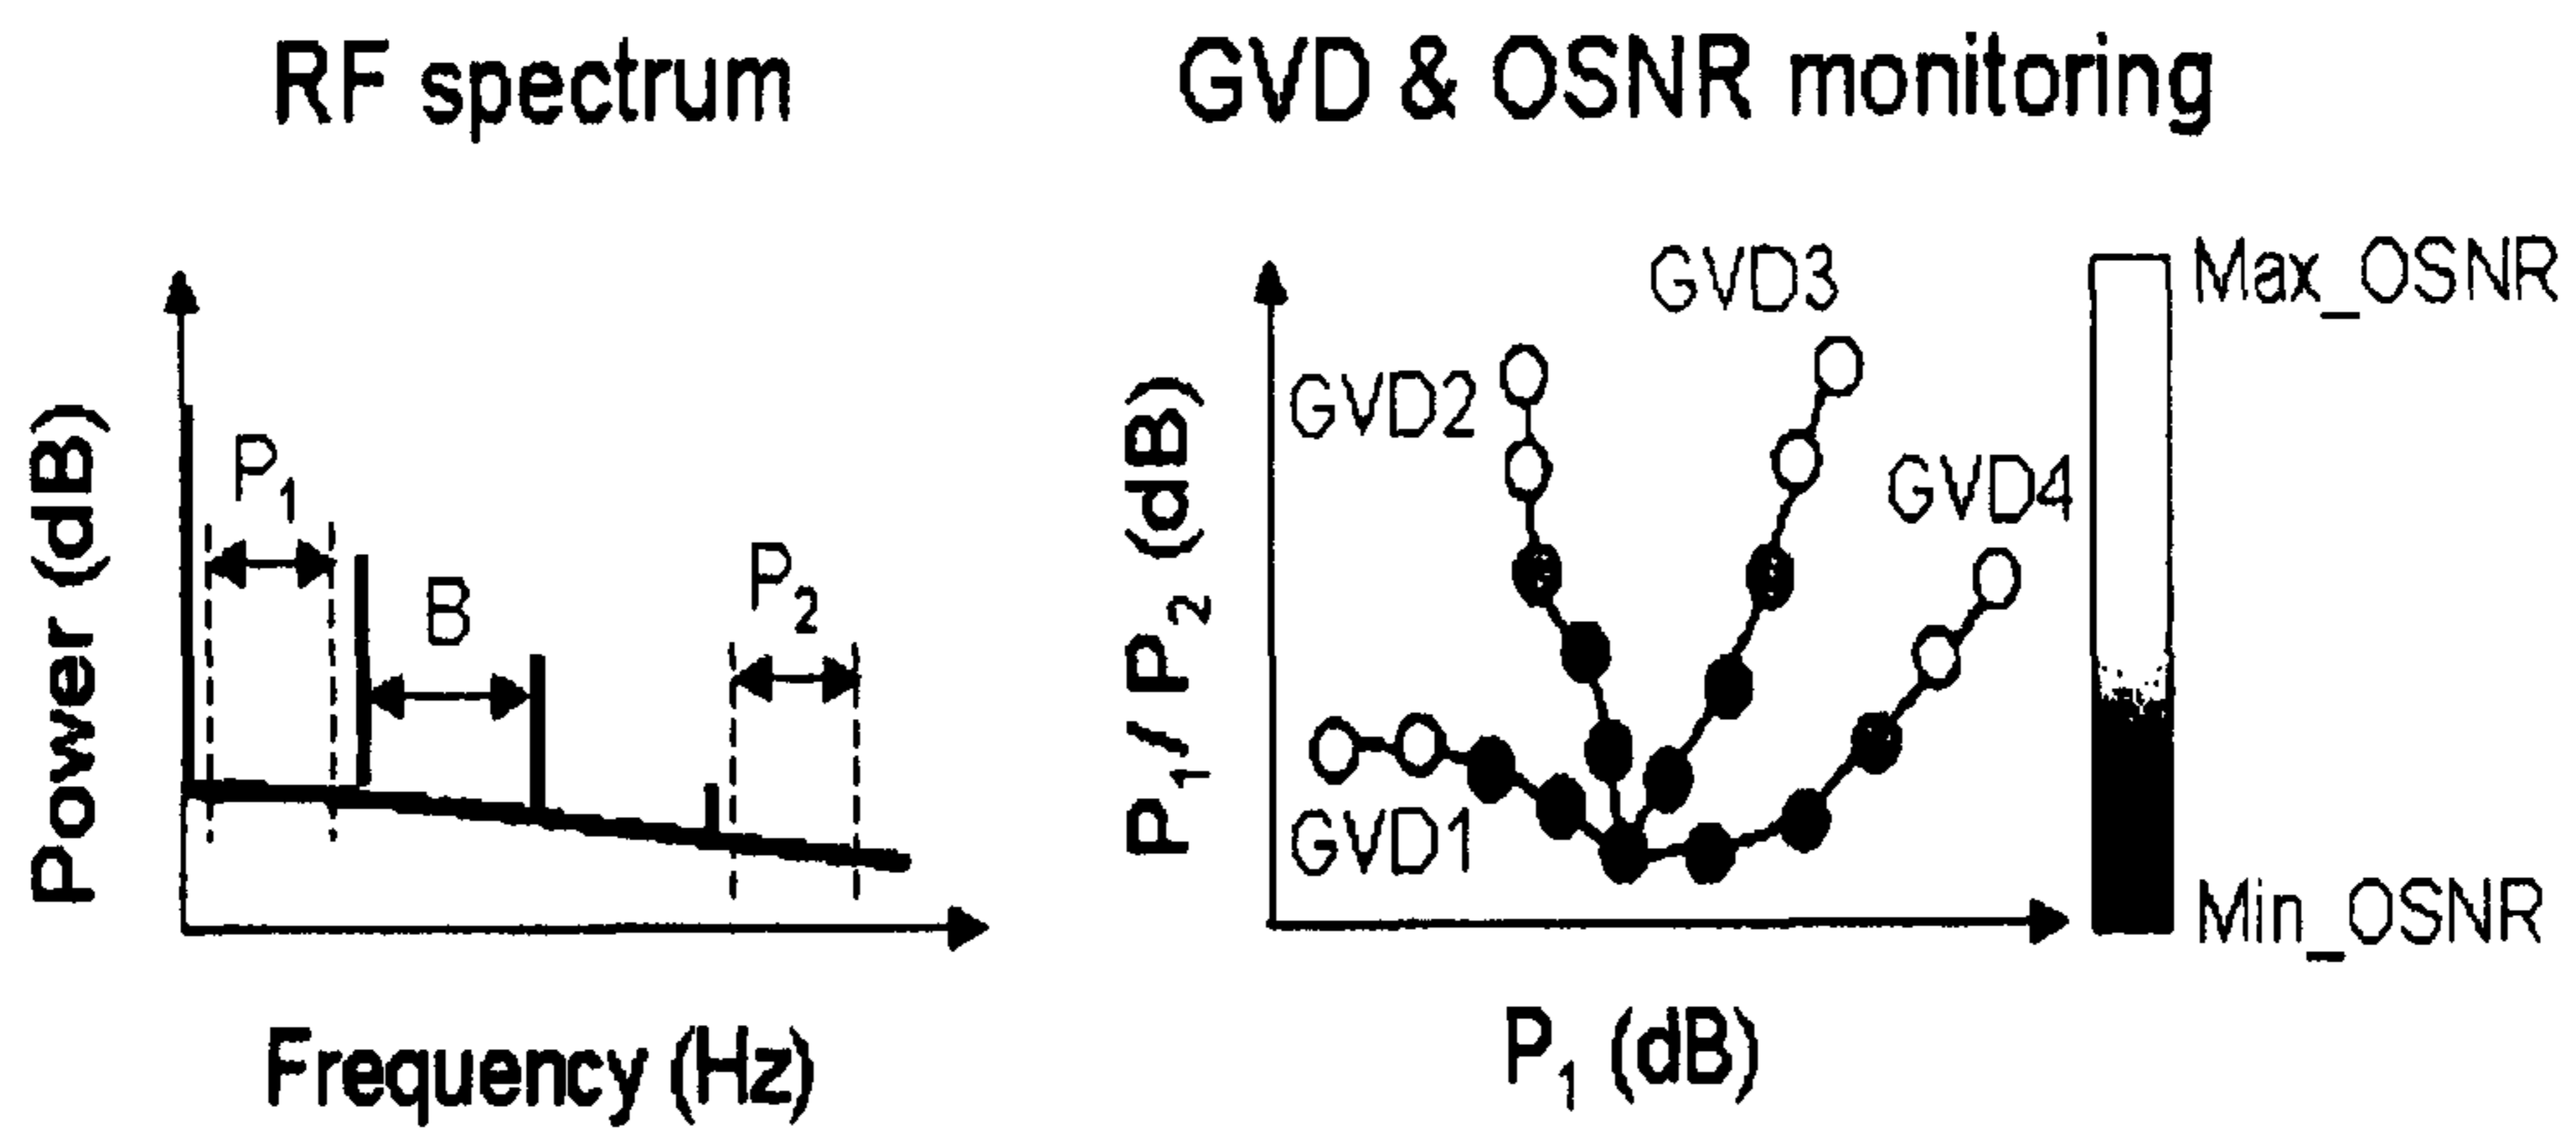 RF spectrum
GVD & OSNR monitoring
Power (dB)
P1
B
P2
Frequency (Hz)
P1 / P2 (dB)
GVD1
GVD2
GVD3
GVD4
P1 (dB)
Max_OSNR
Min_OSNR